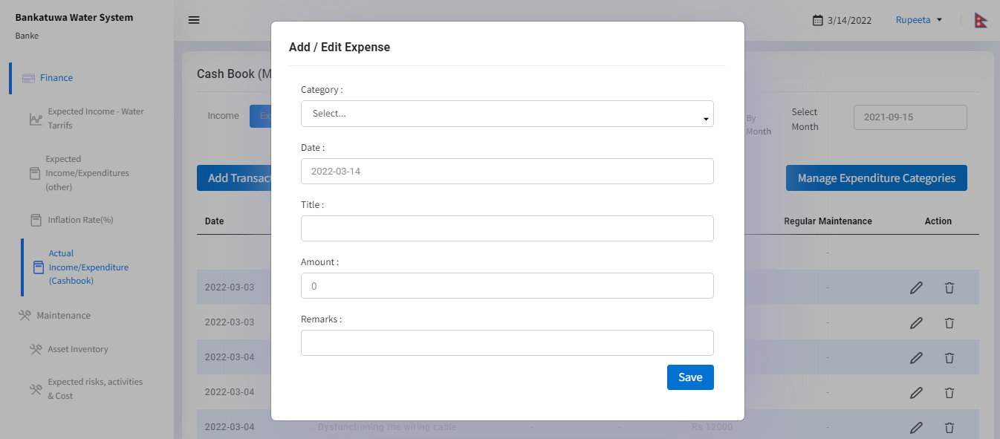 Bankatuwa Water System
Banke
3/14/2022
Rupeeta
Finance
Expected Income - Water
Tarrifs
Expected
Income/Expenditures
(other)
Inflation Rate(%)
Actual
Income/Expenditure
(Cashbook)
Maintenance
Asset Inventory
Expected risks, activities
& Cost
Cash Book (M
Income
Ex
By
Month
Select
Month
2021-09-15
Add Transact
Manage Expenditure Categories
Date
Regular Maintenance
Action
-
2022-03-03
-
2022-03-03
-
2022-03-04
-
2022-03-04
-
2022-03-04
Dysfunctioning the wiring cable
-
-
Rs 12000
-
Add / Edit Expense
Category :
Select...
Date :
2022-03-14
Title :
Amount :
0
Remarks :
Save